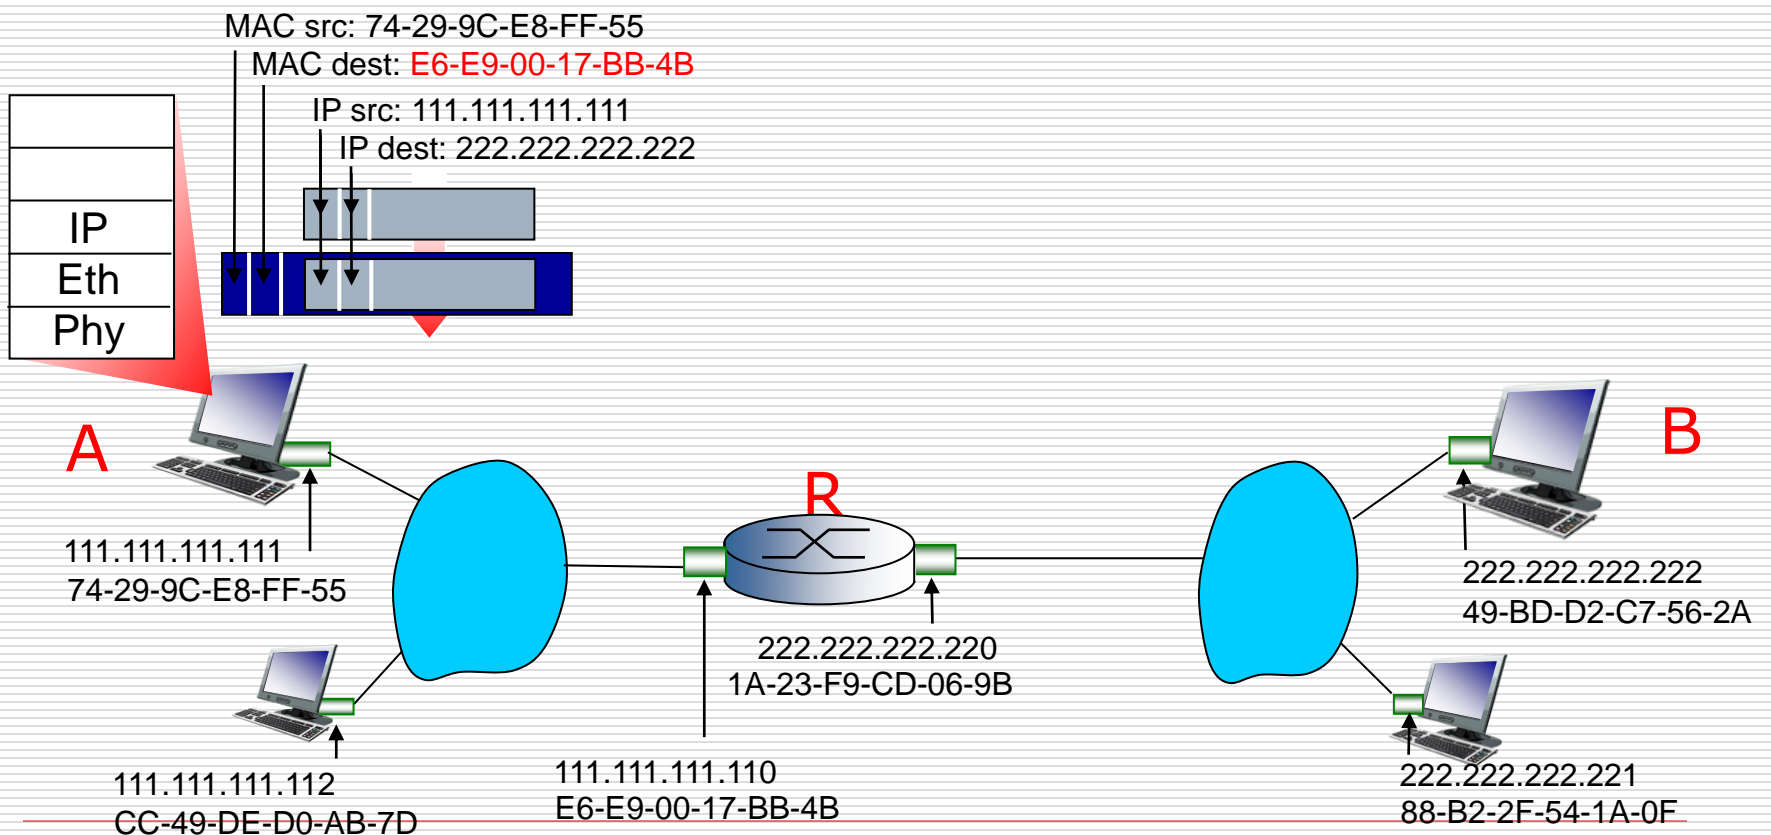 MAC src: 74-29-9C-E8-FF-55
MAC dest: E6-E9-00-17-BB-4B
IP src: 111.111.111.111
IP dest: 222.222.222.222
IP
Eth
Phy
A
R
B
111.111.111.111
74-29-9C-E8-FF-55
222.222.222.222
49-BD-D2-C7-56-2A
222.222.222.220
1A-23-F9-CD-06-9B
111.111.111.112
CC-49-DE-D0-AB-7D
111.111.111.110
E6-E9-00-17-BB-4B
222.222.222.221
88-B2-2F-54-1A-0F